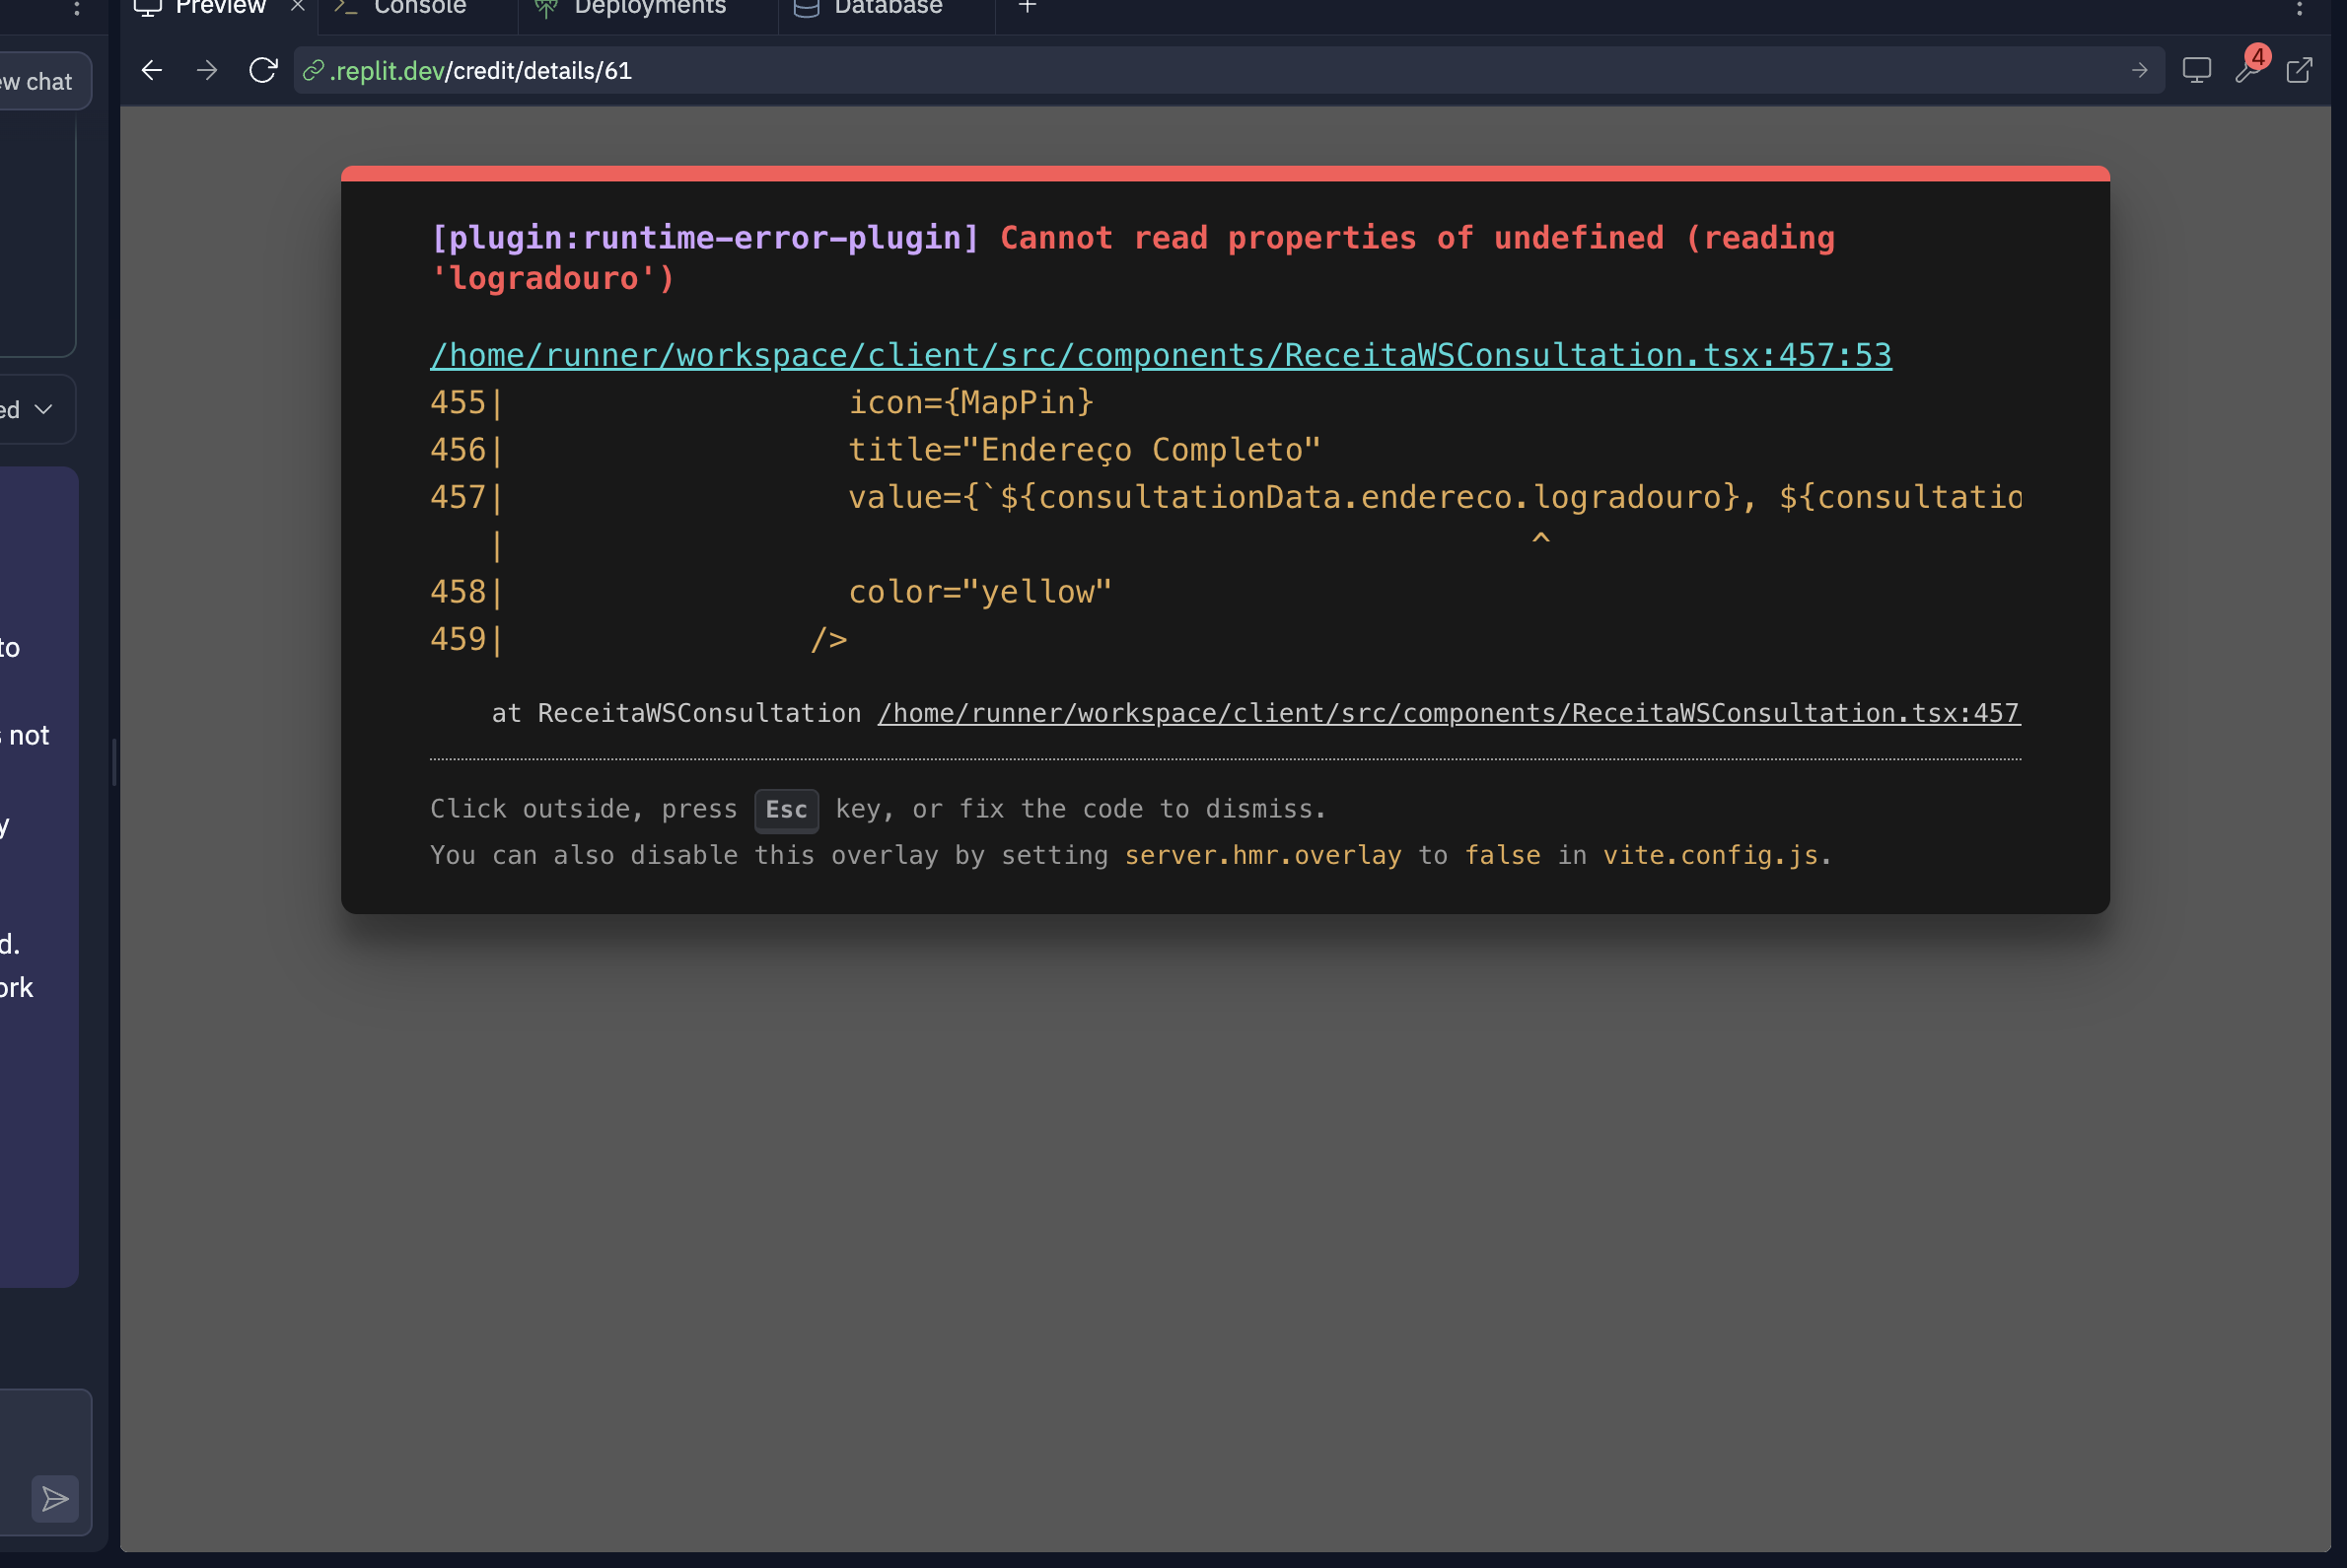 Preview
Console
Deployments
Database
ew chat
.replit.dev/credit/details/61
4
[plugin:runtime-error-plugin] Cannot read properties of undefined (reading
'logradouro')
/home/runner/workspace/client/src/components/ReceitaWSConsultation.tsx:457:53
455|                  icon={MapPin}
456|                  title="Endereço Completo"
457|                  value={`${consultationData.endereco.logradouro}, ${consultatio
   |                                                       ^
458|                  color="yellow"
459|                />
at ReceitaWSConsultation /home/runner/workspace/client/src/components/ReceitaWSConsultation.tsx:457
Click outside, press Esc key, or fix the code to dismiss.
You can also disable this overlay by setting server.hmr.overlay to false in vite.config.js.
ed
to
s not
y
d.
ork